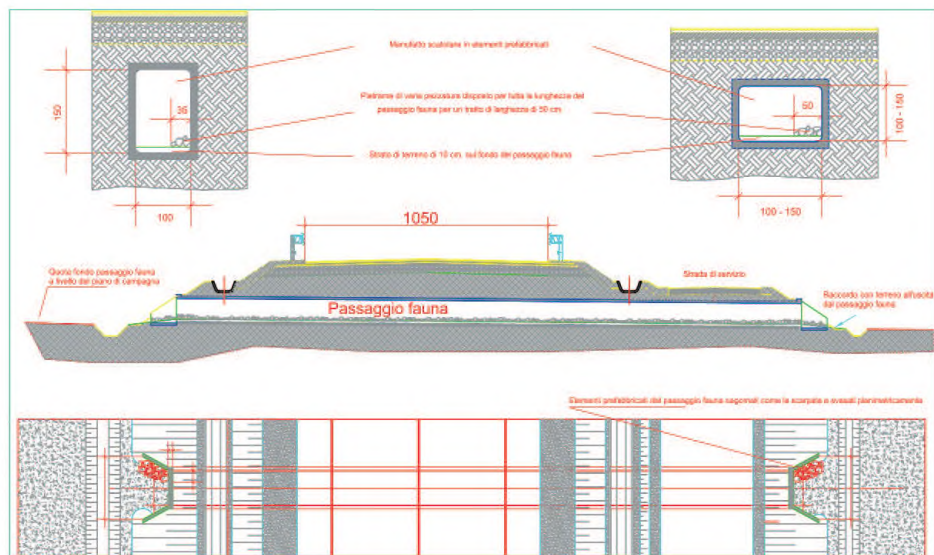 Manufatto scatolare in elementi prefabbricati
Pietrame di varia pezzatura disposto per tutta la lunghezza del
passaggio fauna per un tratto di larghezza di 50 cm
Strato di terreno di 10 cm. sul fondo del passaggio fauna
150
35
100
50
100 - 150
100 - 150
1050
Quota fondo passaggio fauna
a livello del piano di campagna
Strada di servizio
Raccordo con terreno all'uscita
dal passaggio fauna
Passaggio fauna
Elementi prefabbricati del passaggio fauna sagomati come la scarpata e svasati planimetricamente